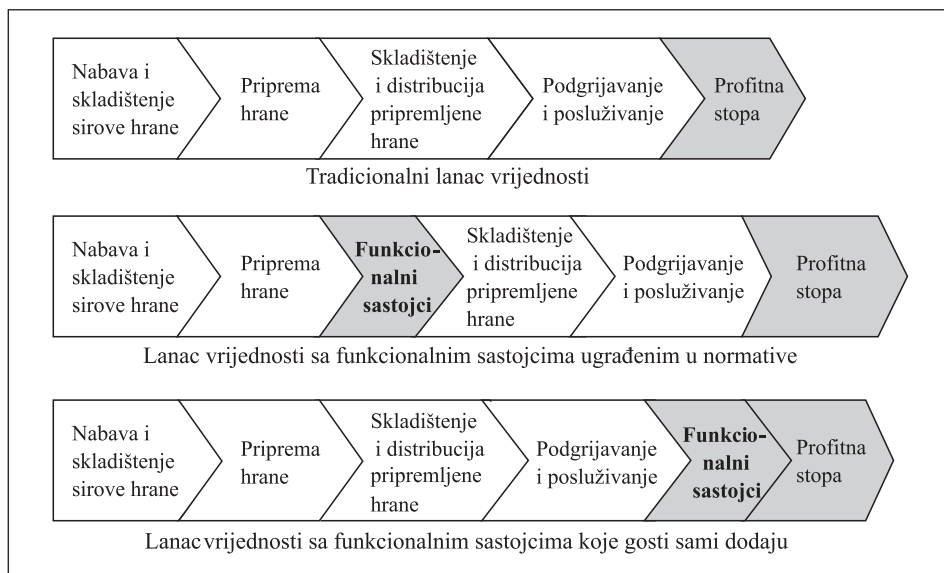 Nabava i
skladištenje
sirove hrane
Priprema
hrane
Skladištenje
i distribucija
pripremljene
hrane
Podgrijavanje
i posluživanje
Profitna
stopa
Tradicionalni lanac vrijednosti
Nabava i
skladištenje
sirove hrane
Priprema
hrane
Funkcio-
nalni
sastojci
Skladištenje
i distribucija
pripremljene
hrane
Podgrijavanje
i posluživanje
Profitna
stopa
Lanac vrijednosti sa funkcionalnim sastojcima ugrađenim u normative
Nabava i
skladištenje
sirove hrane
Priprema
hrane
Skladištenje
i distribucija
pripremljene
hrane
Podgrijavanje
i posluživanje
Funkcio-
nalni
sastojci
Profitna
stopa
Lanac vrijednosti sa funkcionalnim sastojcima koje gosti sami dodaju